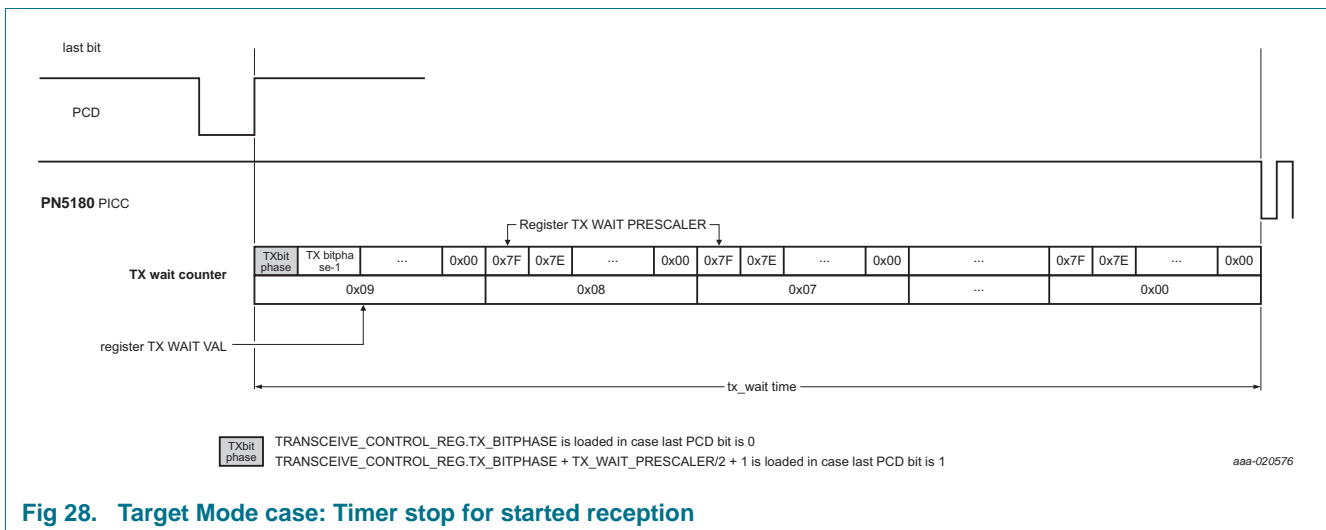 last bit
PCD
PN5180 PICC
Register TX WAIT PRESCALER
TX wait counter
TXbit
phase
TX bitpha
se-1
...
0x00
0x7F
0x7E
...
0x00
0x7F
0x7E
...
0x00
...
0x7F
0x7E
...
0x00
0x09
0x08
0x07
...
0x00
register TX WAIT VAL
tx_wait time
TXbit
phase
TRANSCEIVE_CONTROL_REG.TX_BITPHASE is loaded in case last PCD bit is 0
TRANSCEIVE_CONTROL_REG.TX_BITPHASE + TX_WAIT_PRESCALER/2 + 1 is loaded in case last PCD bit is 1
aaa-020576
Fig 28. Target Mode case: Timer stop for started reception